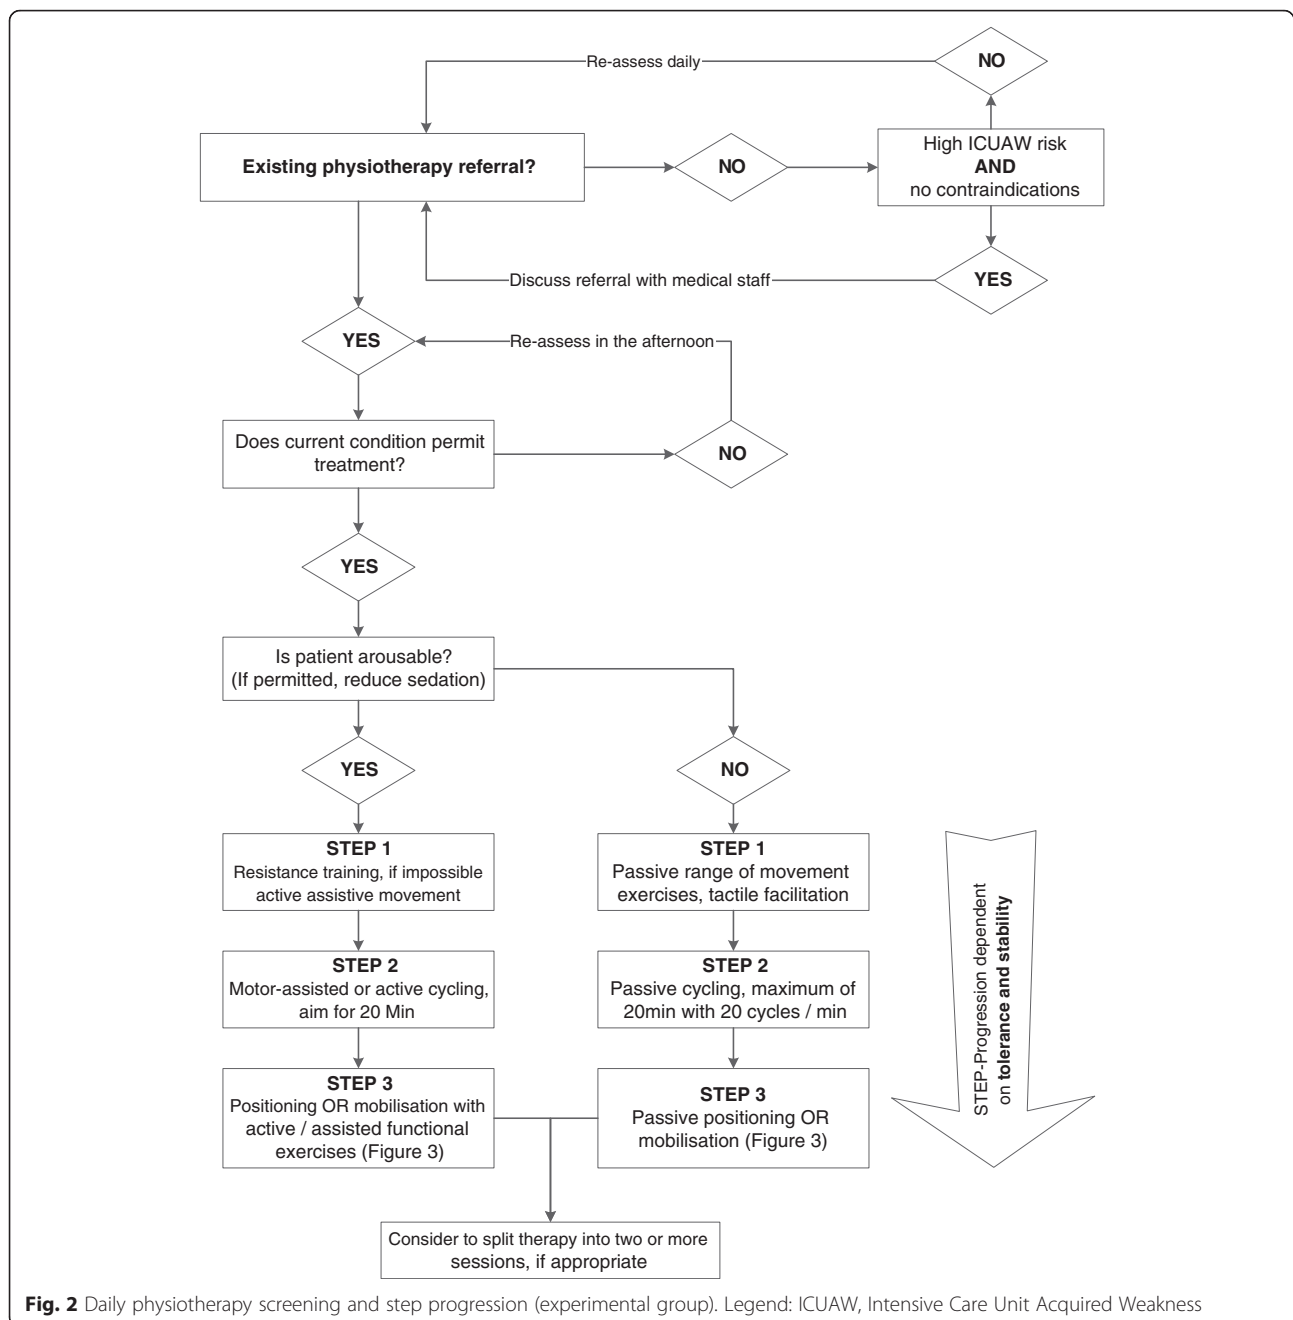 NO
Re-assess daily
Existing physiotherapy referral?
NO
High ICUAW risk
AND
no contraindications
Discuss referral with medical staff
YES
YES
Re-assess in the afternoon
Does current condition permit
treatment?
NO
YES
Is patient arousable?
(If permitted, reduce sedation)
YES
NO
STEP 1
Resistance training, if impossible
active assistive movement
STEP 1
Passive range of movement
exercises, tactile facilitation
STEP 2
Motor-assisted or active cycling,
aim for 20 Min
STEP 2
Passive cycling, maximum of
20min with 20 cycles / min
STEP 3
Positioning OR mobilisation with
active / assisted functional
exercises (Figure 3)
STEP 3
Passive positioning OR
mobilisation (Figure 3)
STEP-Progression dependent
on tolerance and stability
Consider to split therapy into two or more
sessions, if appropriate
Fig. 2 Daily physiotherapy screening and step progression (experimental group). Legend: ICUAW, Intensive Care Unit Acquired Weakness